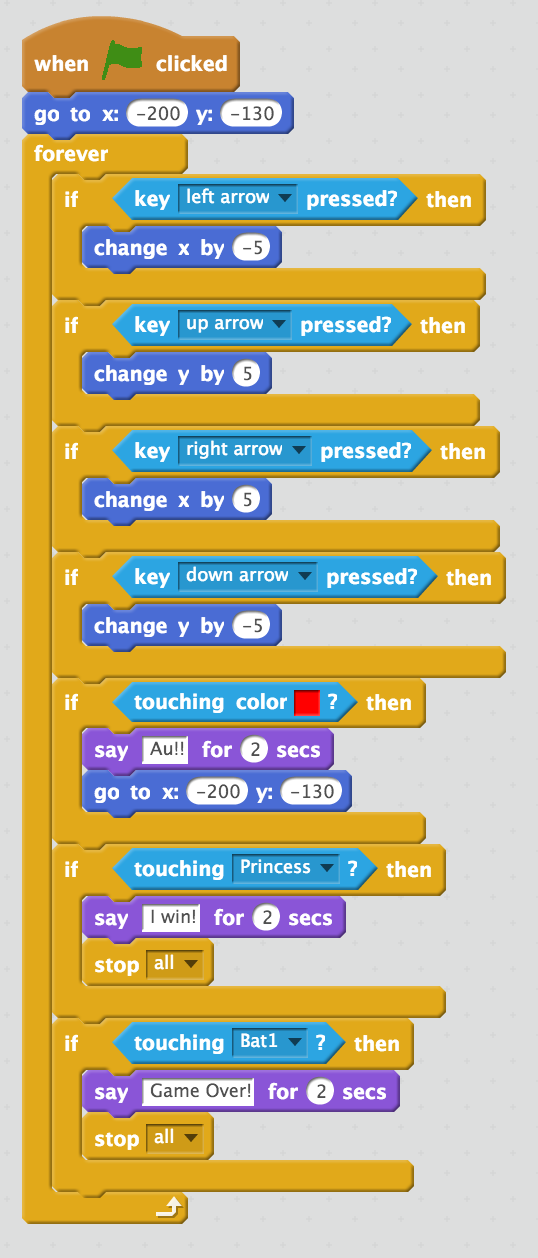 when clicked
go to x: -200 y: -130
forever
if key left arrow pressed? then
change x by -5
if key up arrow pressed? then
change y by 5
if key right arrow pressed? then
change x by 5
if key down arrow pressed? then
change y by -5
if touching color ? then
say Au!! for 2 secs
go to x: -200 y: -130
if touching Princess ? then
say I win! for 2 secs
stop all
if touching Bat1 ? then
say Game Over! for 2 secs
stop all